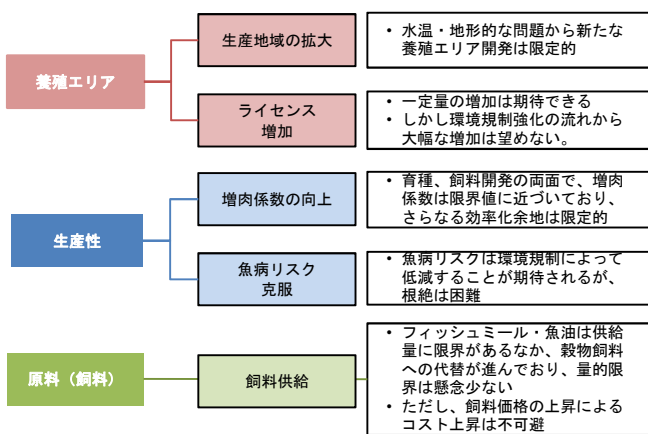 養殖エリア
生産地域の拡大
• 水温・地形的な問題から新たな
養殖エリア開発は限定的
ライセンス
増加
• 一定量の増加は期待できる
• しかし環境規制強化の流れから
大幅な増加は望めない。
生産性
増肉係数の向上
• 育種、飼料開発の両面で、増肉
係数は限界値に近づいており、
さらなる効率化余地は限定的
魚病リスク
克服
• 魚病リスクは環境規制によって
低減することが期待されるが、
根絶は困難
原料（飼料）
飼料供給
• フィッシュミール・魚油は供給
量に限界があるなか、穀物飼料
への代替が進んでおり、量的限
界は懸念少ない
• ただし、飼料価格の上昇による
コスト上昇は不可避